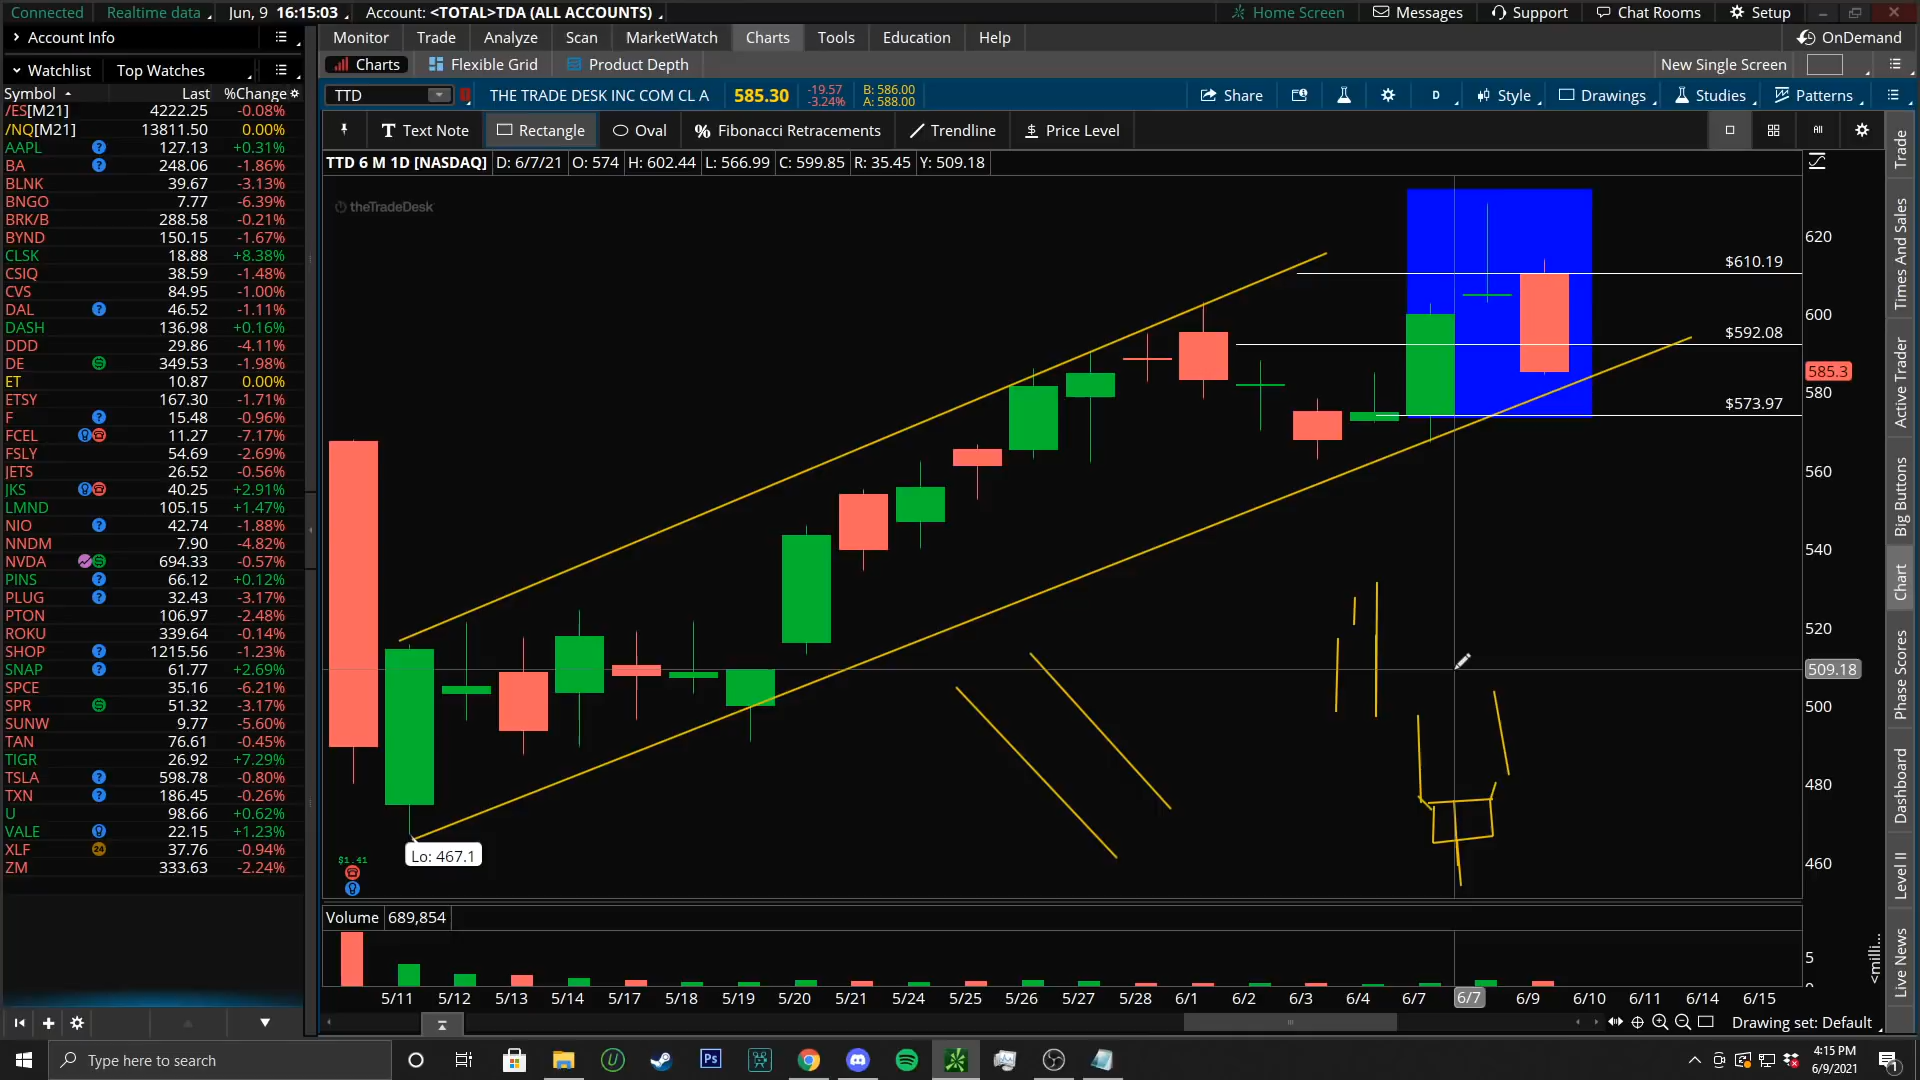 Connected Realtime data Jun, 9 16:15:03 Account: <TOTAL>TDA (ALL ACCOUNTS) Home Screen Messages Support Chat Rooms Setup
Account Info Monitor Trade Analyze Scan MarketWatch Charts Tools Education Help OnDemand
Watchlist Top Watches Charts Flexible Grid Product Depth New Single Screen
Symbol Last %Change TTD THE TRADE DESK INC COM CL A 585.30 -19.57 -3.24% B: 586.00 A: 588.00 Share D Style Drawings Studies Patterns
Text Note Rectangle Oval Fibonacci Retracements Trendline Price Level All
TTD 6 M 1D [NASDAQ] D: 6/7/21 O: 574 H: 602.44 L: 566.99 C: 599.85 R: 35.45 Y: 509.18
theTradeDesk
/ES[M21] 4222.25 -0.08%
/NQ[M21] 13811.50 0.00%
AAPL 127.13 +0.31%
BA 248.06 -1.86%
BLNK 39.67 -3.13%
BNGO 7.77 -6.39%
BRK/B 288.58 -0.21%
BYND 150.15 -1.67%
CLSK 18.88 +8.38%
CSIQ 38.59 -1.48%
CVS 84.95 -1.00%
DAL 46.52 -1.11%
DASH 136.98 +0.16%
DDD 29.86 -4.11%
DE 349.53 -1.98%
ET 10.87 0.00%
ETSY 167.30 -1.71%
F 15.48 -0.96%
FCEL 11.27 -7.17%
FSLY 54.69 -2.69%
JETS 26.52 -0.56%
JKS 40.25 +2.91%
LMND 105.15 +1.47%
NIO 42.74 -1.88%
NNDM 7.90 -4.82%
NVDA 694.33 -0.57%
PINS 66.12 +0.12%
PLUG 32.43 -3.17%
PTON 106.97 -2.48%
ROKU 339.64 -0.14%
SHOP 1215.56 -1.23%
SNAP 61.77 +2.69%
SPCE 35.16 -6.21%
SPR 51.32 -3.17%
SUNW 9.77 -5.60%
TAN 76.61 -0.45%
TIGR 26.92 +7.29%
TSLA 598.78 -0.80%
TXN 186.45 -0.26%
U 98.66 +0.62%
VALE 22.15 +1.23%
XLF 24 37.76 -0.94%
ZM 333.63 -2.24%
$610.19
$592.08
$573.97
620
600
585.3
580
560
540
520
509.18
500
480
460
Lo: 467.1
$1.41
Volume 689,854
5
<milli...
5/11 5/12 5/13 5/14 5/17 5/18 5/19 5/20 5/21 5/24 5/25 5/26 5/27 5/28 6/1 6/2 6/3 6/4 6/7 6/7 6/9 6/10 6/11 6/14 6/15
Drawing set: Default
Trade
Times And Sales
Active Trader
Big Buttons
Chart
Phase Scores
Dashboard
Level II
Live News
Type here to search
Ps
4:15 PM
6/9/2021
1